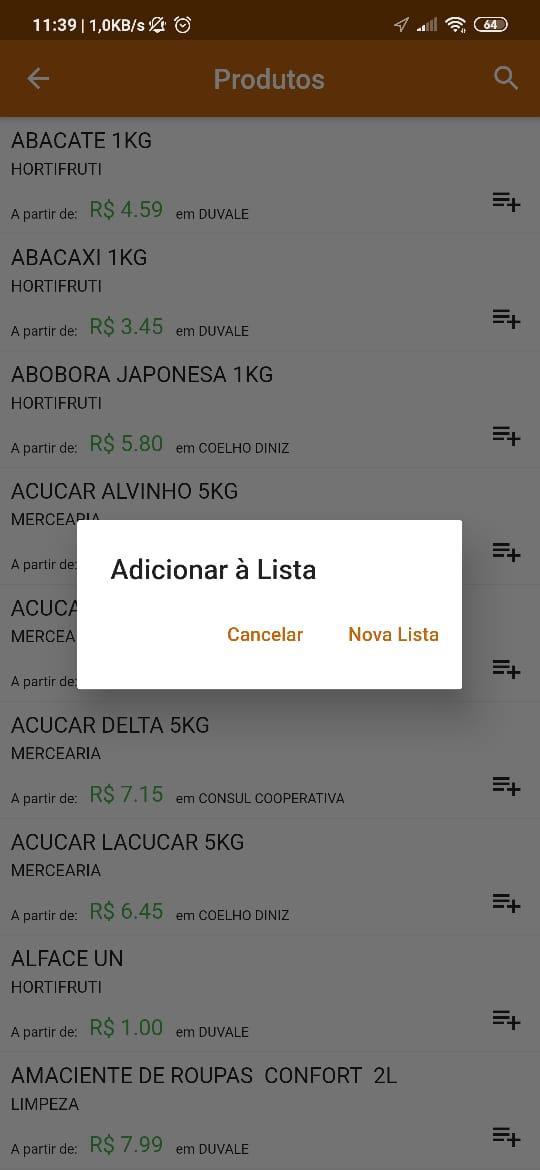 11:39 | 1,0KB/s 64
Produtos
ABACATE 1KG
HORTIFRUTI
A partir de: R$ 4.59 em DUVALE
ABACAXI 1KG
HORTIFRUTI
A partir de: R$ 3.45 em DUVALE
ABOBORA JAPONESA 1KG
HORTIFRUTI
A partir de: R$ 5.80 em COELHO DINIZ
ACUCAR ALVINHO 5KG
MERCEARIA
A partir de:
Adicionar à Lista
ACUCA
MERCEA
Cancelar Nova Lista
A partir de:
ACUCAR DELTA 5KG
MERCEARIA
A partir de: R$ 7.15 em CONSUL COOPERATIVA
ACUCAR LACUCAR 5KG
MERCEARIA
A partir de: R$ 6.45 em COELHO DINIZ
ALFACE UN
HORTIFRUTI
A partir de: R$ 1.00 em DUVALE
AMACIENTE DE ROUPAS  CONFORT  2L
LIMPEZA
A partir de: R$ 7.99 em DUVALE